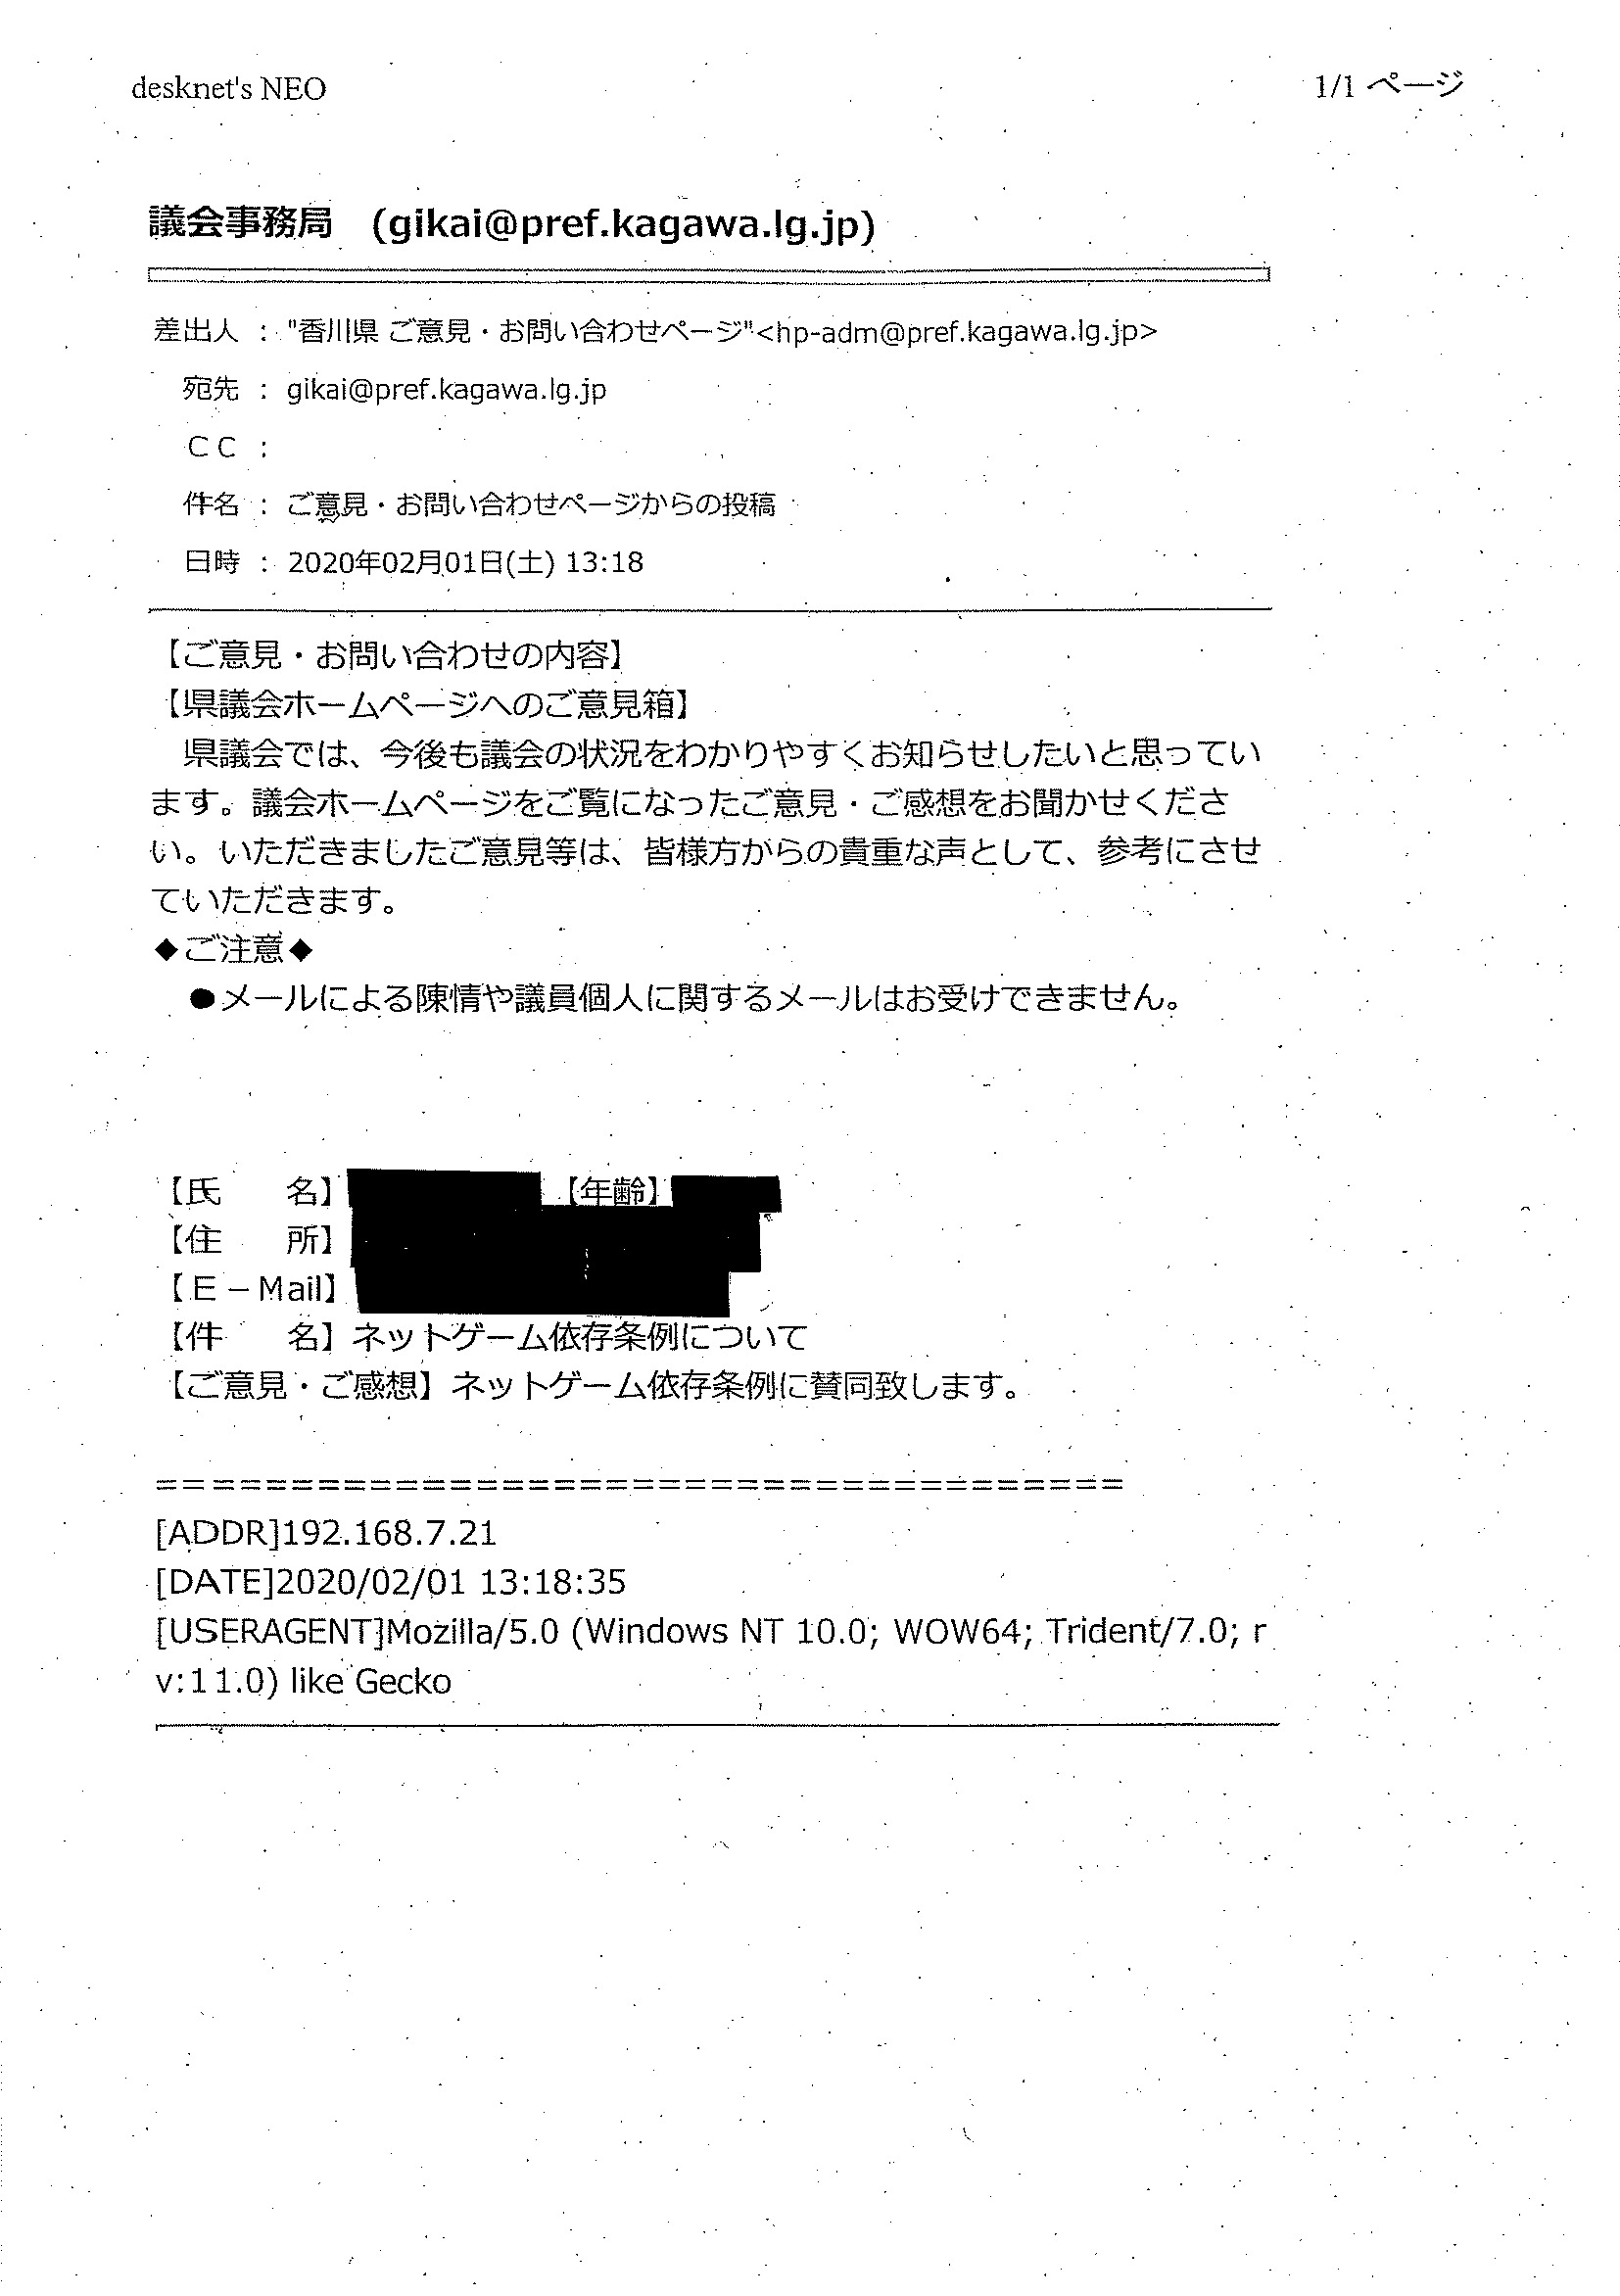 desknet's NEO
1/1 ページ
議会事務局　(gikai@pref.kagawa.lg.jp)
差出人 ： "香川県 ご意見・お問い合わせページ"<hp-adm@pref.kagawa.lg.jp>
宛先 ： gikai@pref.kagawa.lg.jp
ＣＣ ：
件名 ： ご意見・お問い合わせページからの投稿
日時 ： 2020年02月01日(土) 13:18
【ご意見・お問い合わせの内容】
【県議会ホームページへのご意見箱】
　県議会では、今後も議会の状況をわかりやすくお知らせしたいと思ってい
ます。議会ホームページをご覧になったご意見・ご感想をお聞かせくださ
い。いただきましたご意見等は、皆様方からの貴重な声として、参考にさせ
ていただきます。
◆ご注意◆
　●メールによる陳情や議員個人に関するメールはお受けできません。
【氏　　名】　【年齢】
【住　　所】
【Ｅ－Mail】
【件　　名】ネットゲーム依存条例について
【ご意見・ご感想】ネットゲーム依存条例に賛同致します。
=====================================
[ADDR]192.168.7.21
[DATE]2020/02/01 13:18:35
[USERAGENT]Mozilla/5.0 (Windows NT 10.0; WOW64; Trident/7.0; r
v:11.0) like Gecko